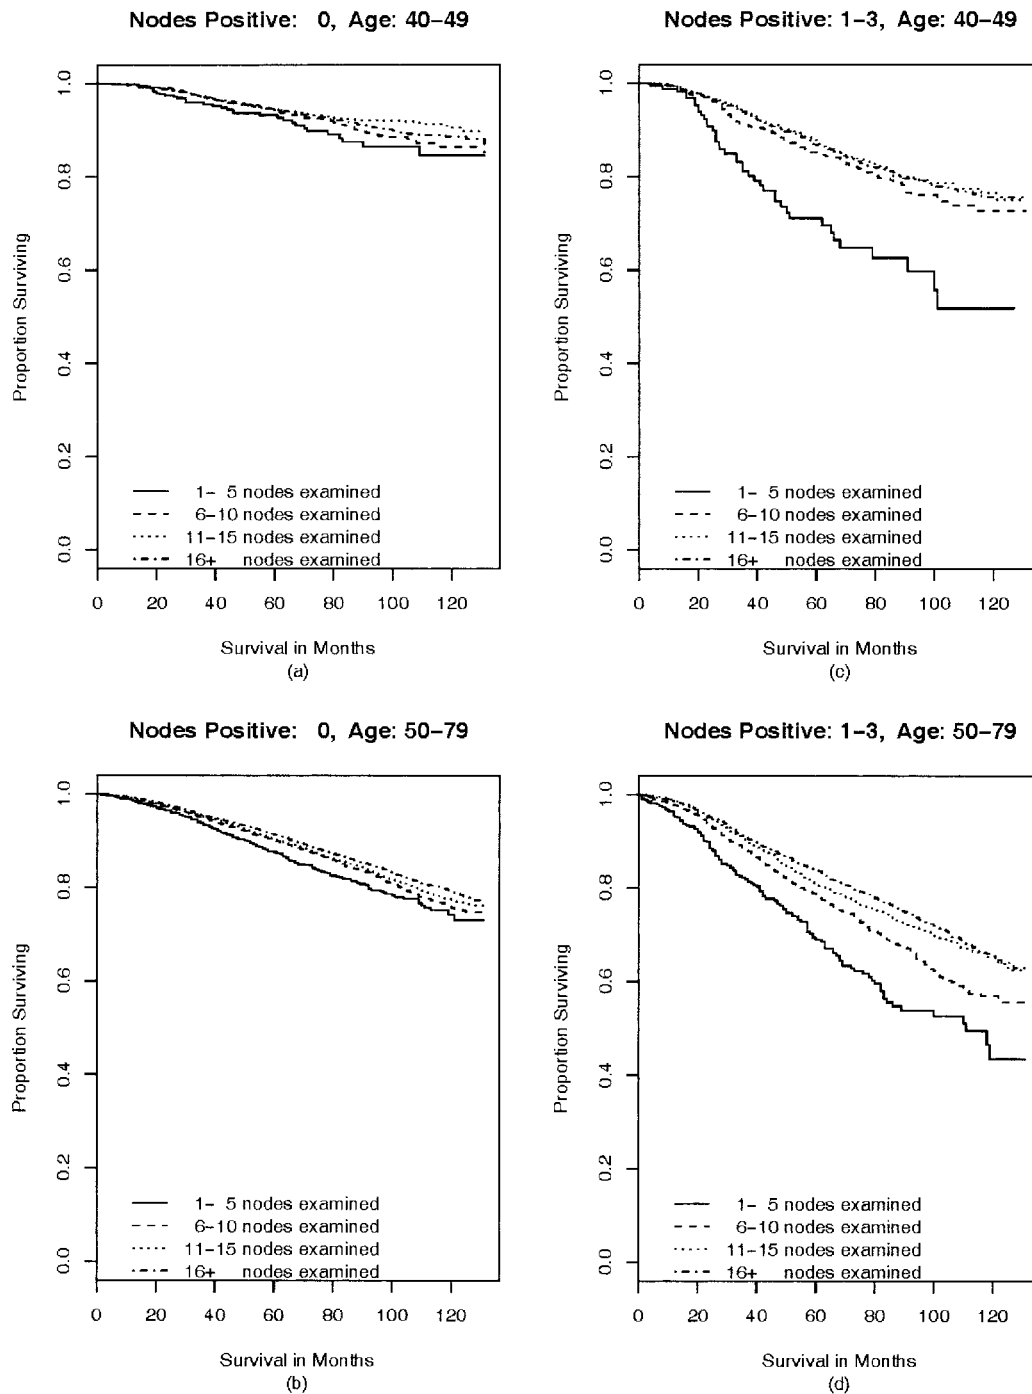 Nodes Positive: 0, Age: 40–49
Proportion Surviving
1.0
0.8
0.6
0.4
0.2
0.0
1– 5 nodes examined
6–10 nodes examined
11–15 nodes examined
16+ nodes examined
0 20 40 60 80 100 120
Survival in Months
(a)
Nodes Positive: 1–3, Age: 40–49
Proportion Surviving
1.0
0.8
0.6
0.4
0.2
0.0
1– 5 nodes examined
6–10 nodes examined
11–15 nodes examined
16+ nodes examined
0 20 40 60 80 100 120
Survival in Months
(c)
Nodes Positive: 0, Age: 50–79
Proportion Surviving
1.0
0.8
0.6
0.4
0.2
0.0
1– 5 nodes examined
6–10 nodes examined
11–15 nodes examined
16+ nodes examined
0 20 40 60 80 100 120
Survival in Months
(b)
Nodes Positive: 1–3, Age: 50–79
Proportion Surviving
1.0
0.8
0.6
0.4
0.2
0.0
1– 5 nodes examined
6–10 nodes examined
11–15 nodes examined
16+ nodes examined
0 20 40 60 80 100 120
Survival in Months
(d)